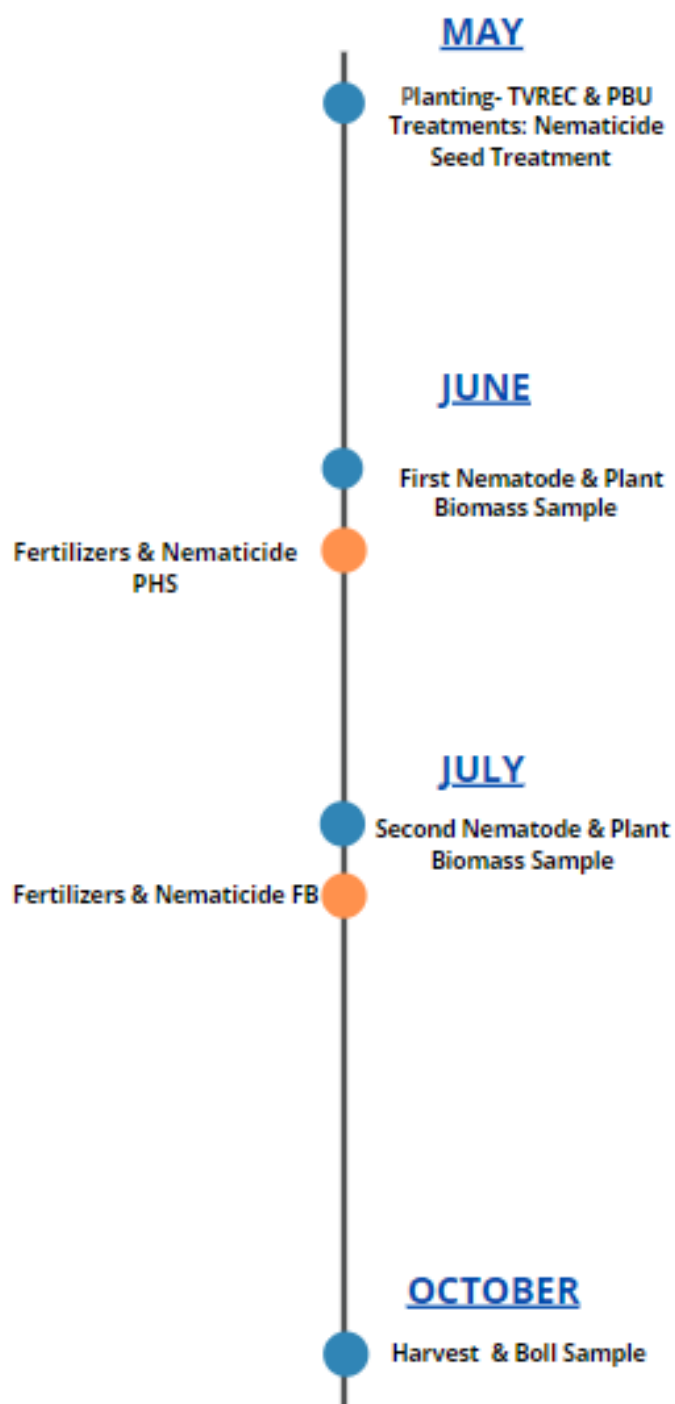 MAY
Planting- TVREC & PBU
Treatments: Nematicide
Seed Treatment
JUNE
First Nematode & Plant
Biomass Sample
Fertilizers & Nematicide
PHS
JULY
Second Nematode & Plant
Biomass Sample
Fertilizers & Nematicide FB
OCTOBER
Harvest & Boll Sample